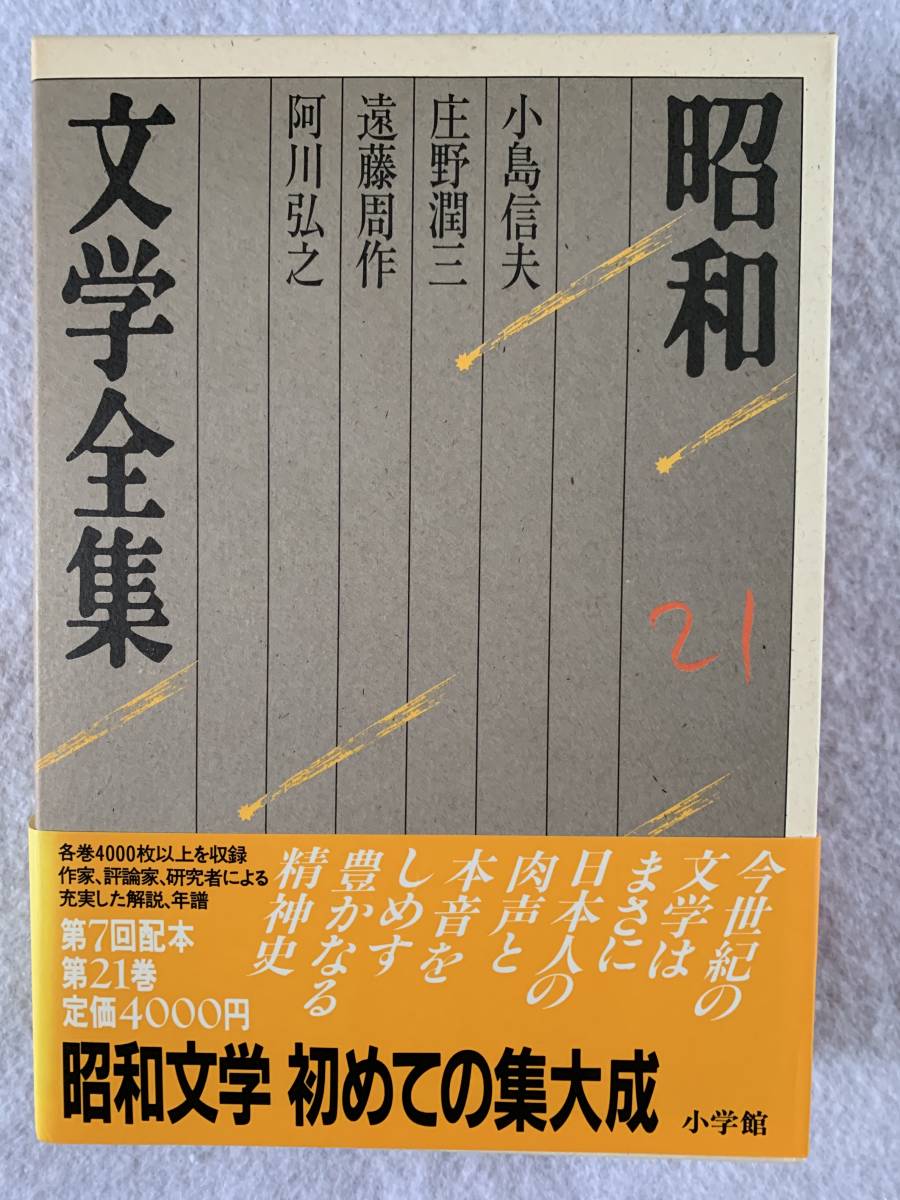 昭和
小島信夫
庄野潤三
遠藤周作
阿川弘之
文学全集
21
今世紀の
文学は
まさに
日本人の
肉声と
本音を
しめす
豊かなる
精神史
各巻4000枚以上を収録
作家、評論家、研究者による
充実した解説、年譜
第7回配本
第21巻
定価4000円
昭和文学 初めての集大成
小学館